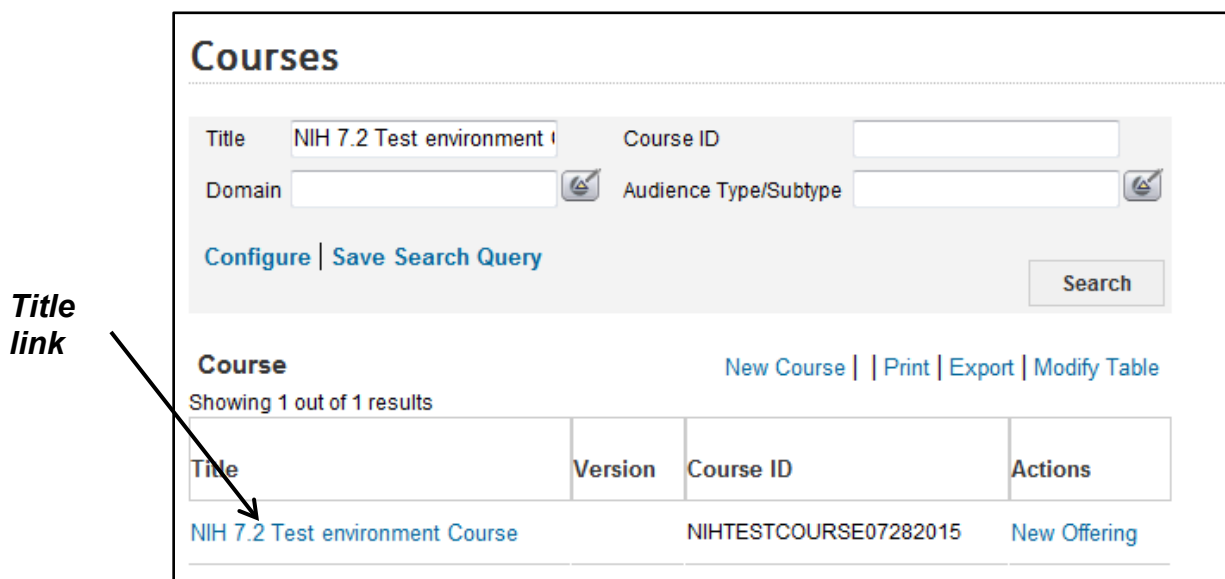 Courses
Title NIH 7.2 Test environment Course ID
Domain Audience Type/Subtype
Configure | Save Search Query
Search
Title
link
Course New Course | | Print | Export | Modify Table
Showing 1 out of 1 results
Title Version Course ID Actions
NIH 7.2 Test environment Course NIHTESTCOURSE07282015 New Offering